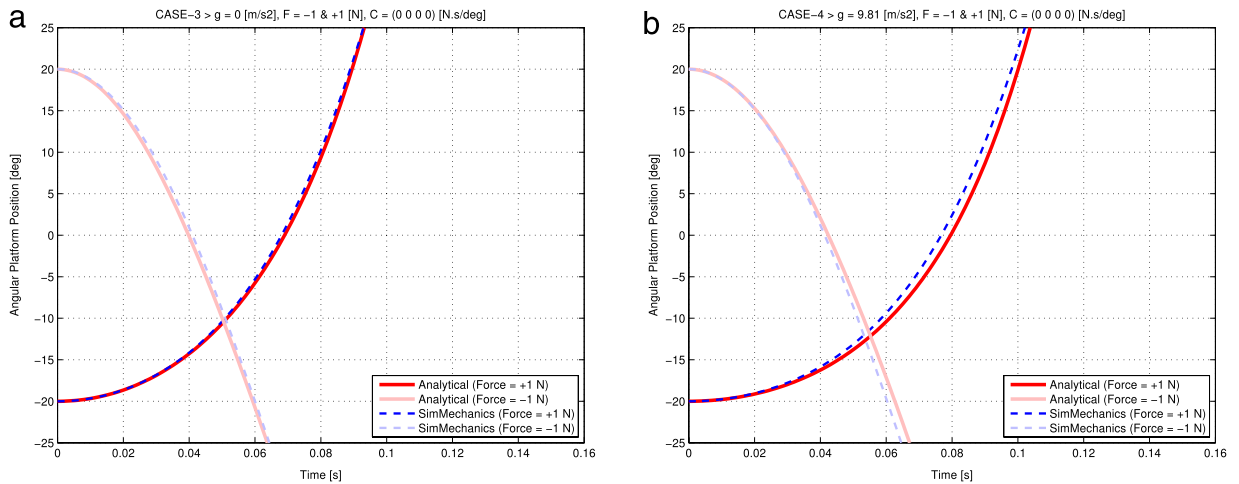 a
CASE-3 > g = 0 [m/s2], F = −1 & +1 [N], C = (0 0 0 0) [N.s/deg]
25
20
15
10
5
0
−5
−10
−15
−20
−25
Angular Platform Position [deg]
Analytical (Force = +1 N)
Analytical (Force = −1 N)
SimMechanics (Force = +1 N)
SimMechanics (Force = −1 N)
0 0.02 0.04 0.06 0.08 0.1 0.12 0.14 0.16
Time [s]
b
CASE-4 > g = 9.81 [m/s2], F = −1 & +1 [N], C = (0 0 0 0) [N.s/deg]
25
20
15
10
5
0
−5
−10
−15
−20
−25
Angular Platform Position [deg]
Analytical (Force = +1 N)
Analytical (Force = −1 N)
SimMechanics (Force = +1 N)
SimMechanics (Force = −1 N)
0 0.02 0.04 0.06 0.08 0.1 0.12 0.14 0.16
Time [s]